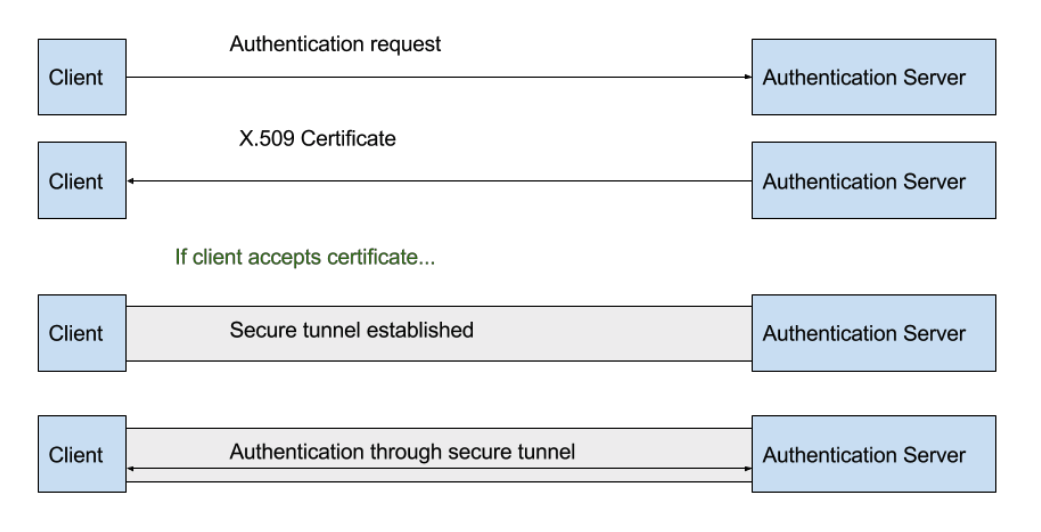 Authentication request
Client
Authentication Server
X.509 Certificate
Client
Authentication Server
If client accepts certificate...
Client
Secure tunnel established
Authentication Server
Client
Authentication through secure tunnel
Authentication Server